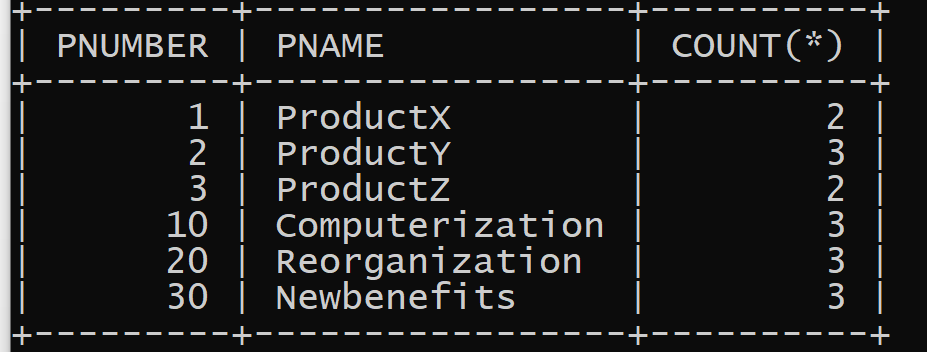 +---------+-----------------+----------+
| PNUMBER | PNAME           | COUNT(*) |
+---------+-----------------+----------+
|       1 | ProductX        |        2 |
|       2 | ProductY        |        3 |
|       3 | ProductZ        |        2 |
|      10 | Computerization |        3 |
|      20 | Reorganization  |        3 |
|      30 | Newbenefits     |        3 |
+---------+-----------------+----------+